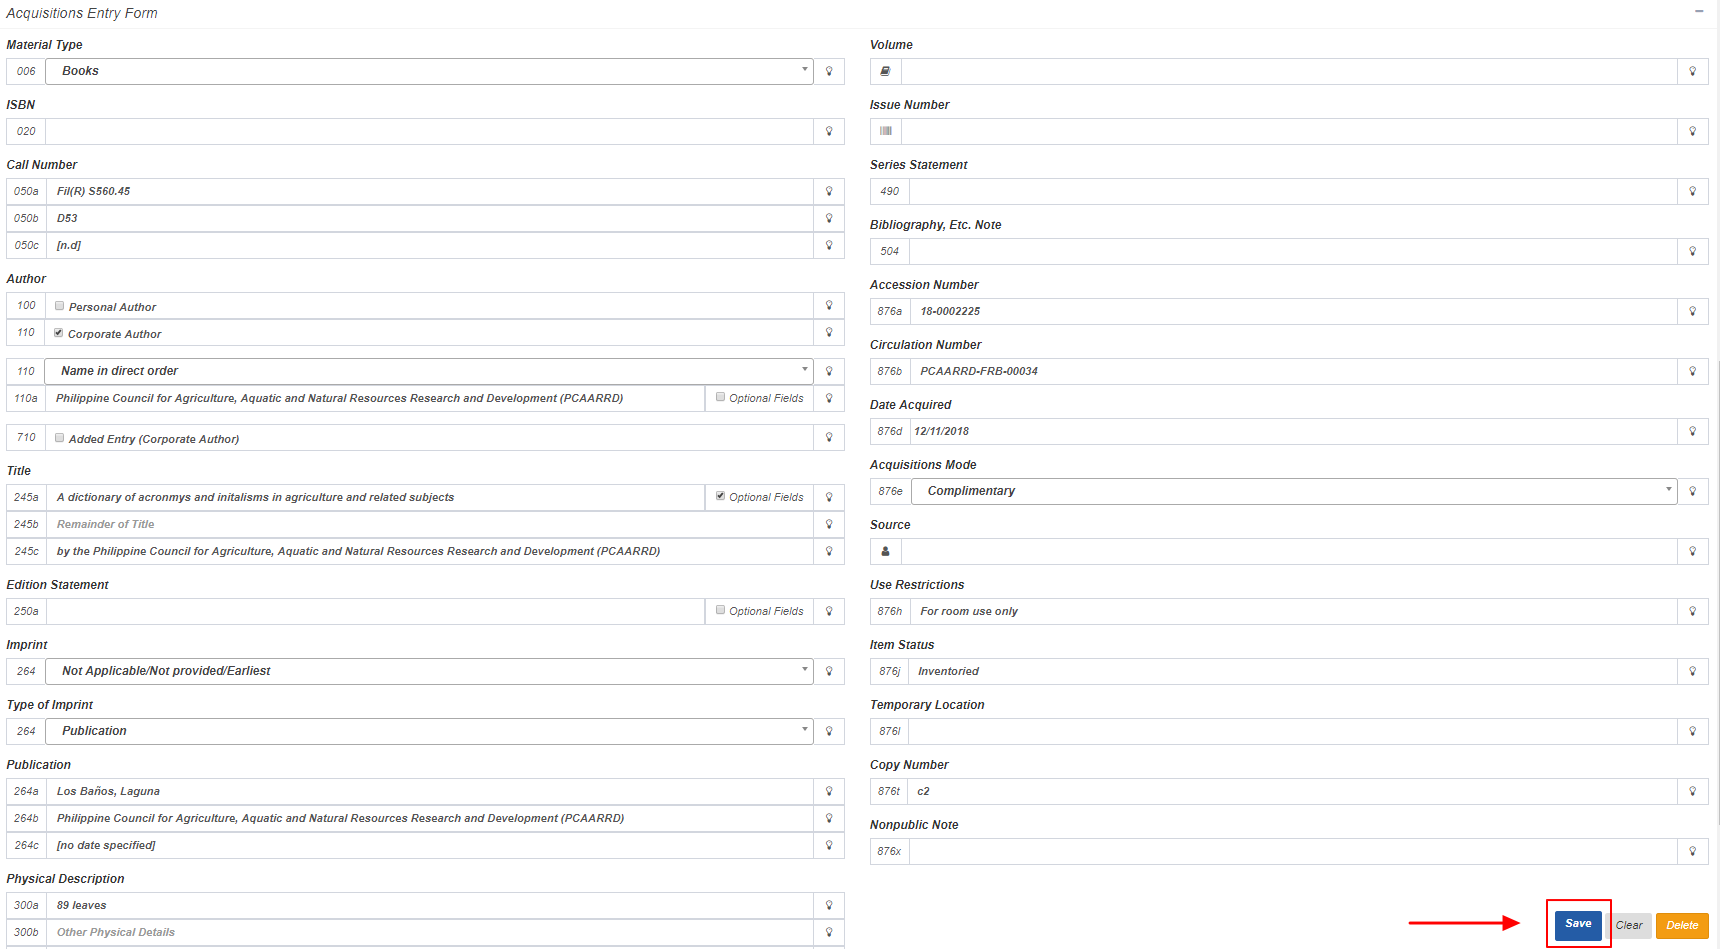 Acquisitions Entry Form
Material Type
006 Books
ISBN
020
Call Number
050a Fil(R) S560.45
050b D53
050c [n.d]
Author
100 Personal Author
110 Corporate Author
110 Name in direct order
110a Philippine Council for Agriculture, Aquatic and Natural Resources Research and Development (PCAARRD) Optional Fields
710 Added Entry (Corporate Author)
Title
245a A dictionary of acronmys and initalisms in agriculture and related subjects Optional Fields
245b Remainder of Title
245c by the Philippine Council for Agriculture, Aquatic and Natural Resources Research and Development (PCAARRD)
Edition Statement
250a Optional Fields
Imprint
264 Not Applicable/Not provided/Earliest
Type of Imprint
264 Publication
Publication
264a Los Baños, Laguna
264b Philippine Council for Agriculture, Aquatic and Natural Resources Research and Development (PCAARRD)
264c [no date specified]
Physical Description
300a 89 leaves
300b Other Physical Details
Volume
Issue Number
Series Statement
490
Bibliography, Etc. Note
504
Accession Number
876a 18-0002225
Circulation Number
876b PCAARRD-FRB-00034
Date Acquired
876d 12/11/2018
Acquisitions Mode
876e Complimentary
Source
Use Restrictions
876h For room use only
Item Status
876j Inventoried
Temporary Location
876l
Copy Number
876t c2
Nonpublic Note
876x
Save Clear Delete